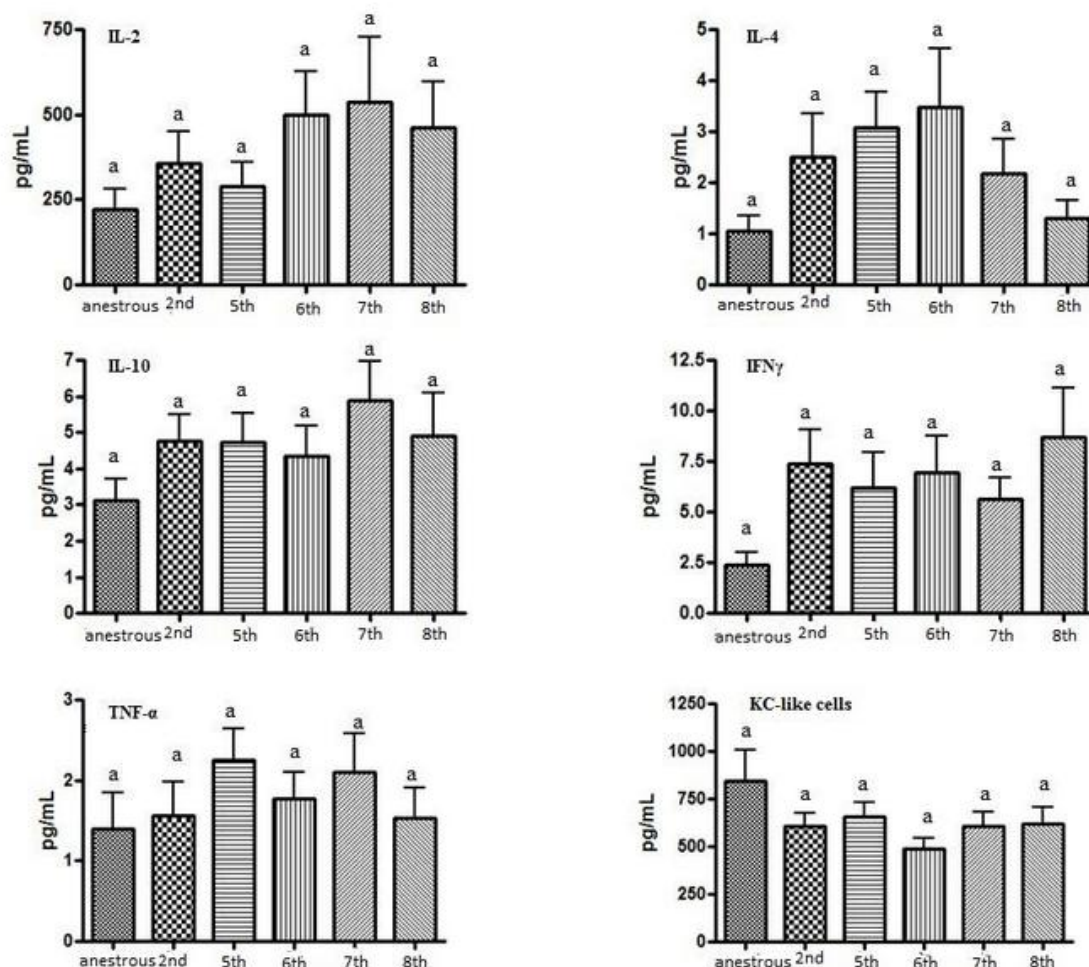 IL-2
750
500
250
0
pg/mL
a a a a a a
anestrous 2nd 5th 6th 7th 8th
IL-4
5
4
3
2
1
0
pg/mL
a a a a a a
anestrous 2nd 5th 6th 7th 8th
IL-10
7
6
5
4
3
2
1
0
pg/mL
a a a a a a
anestrous 2nd 5th 6th 7th 8th
IFNγ
12.5
10.0
7.5
5.0
2.5
0.0
pg/mL
a a a a a a
anestrous 2nd 5th 6th 7th 8th
TNF-α
3
2
1
0
pg/mL
a a a a a a
anestrous 2nd 5th 6th 7th 8th
KC-like cells
1250
1000
750
500
250
0
pg/mL
a a a a a a
anestrous 2nd 5th 6th 7th 8th